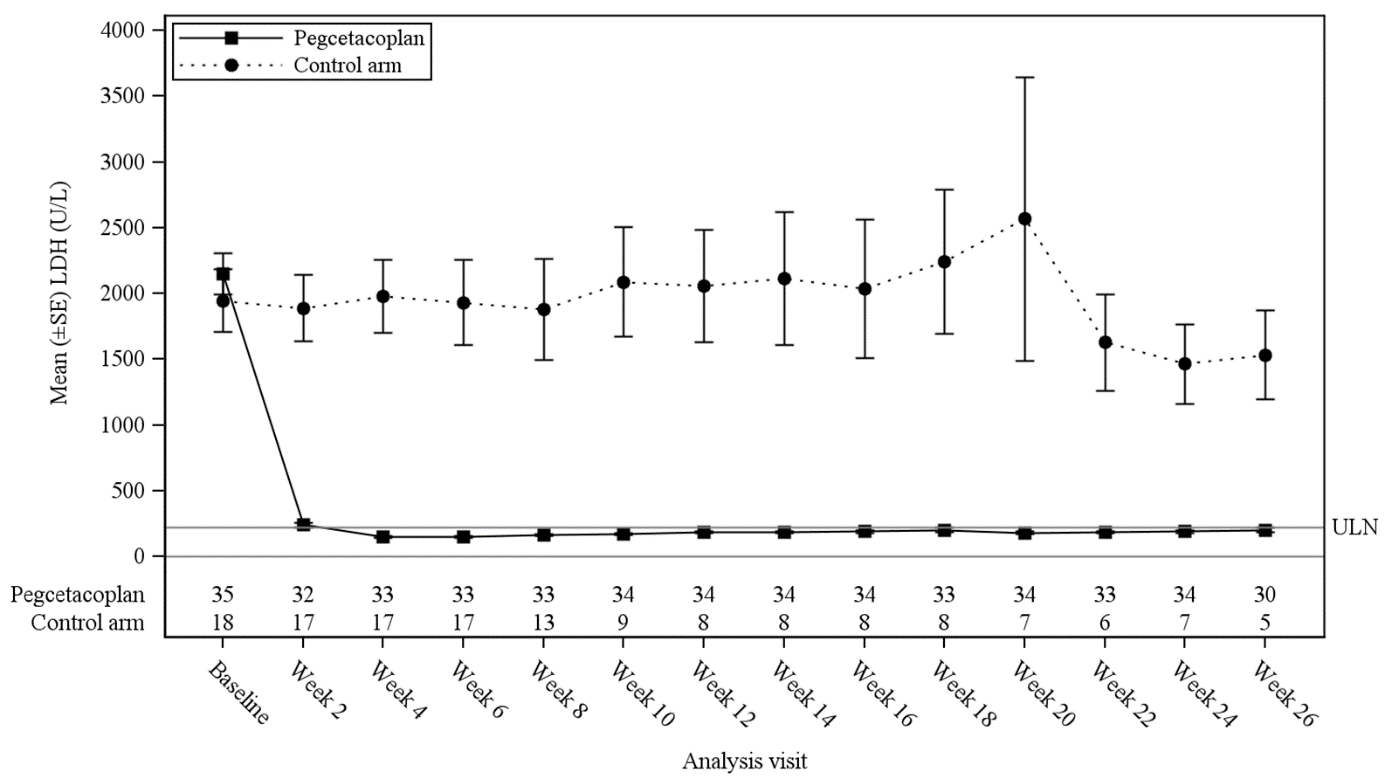 4000
Pegcetacoplan
Control arm
3500
3000
2500
2000
1500
1000
500
0
Mean (±SE) LDH (U/L)
ULN
Pegcetacoplan 35 32 33 33 33 34 34 34 34 33 34 33 34 30
Control arm 18 17 17 17 13 9 8 8 8 8 7 6 7 5
Baseline Week 2 Week 4 Week 6 Week 8 Week 10 Week 12 Week 14 Week 16 Week 18 Week 20 Week 22 Week 24 Week 26
Analysis visit